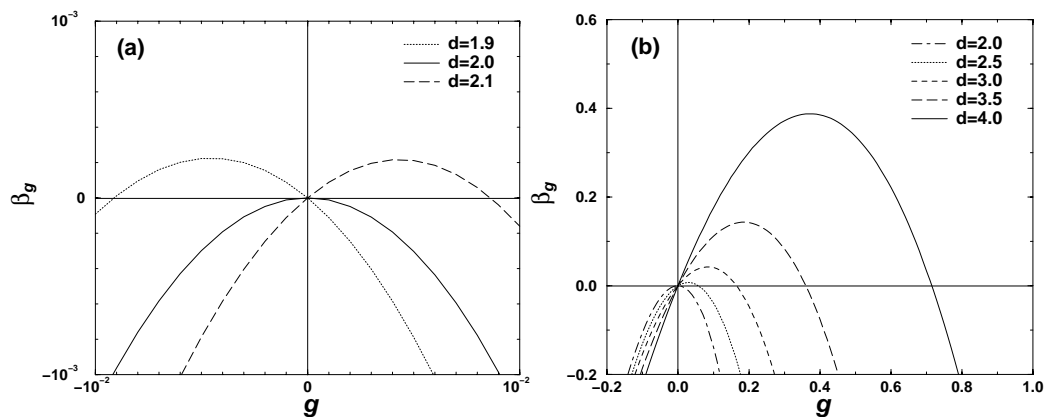 (a)
10⁻³
0
−10⁻³
−10⁻²
0
10⁻²
β_g
g
d=1.9
d=2.0
d=2.1
(b)
0.6
0.4
0.2
0.0
−0.2
−0.2 0.0 0.2 0.4 0.6 0.8 1.0
β_g
g
d=2.0
d=2.5
d=3.0
d=3.5
d=4.0